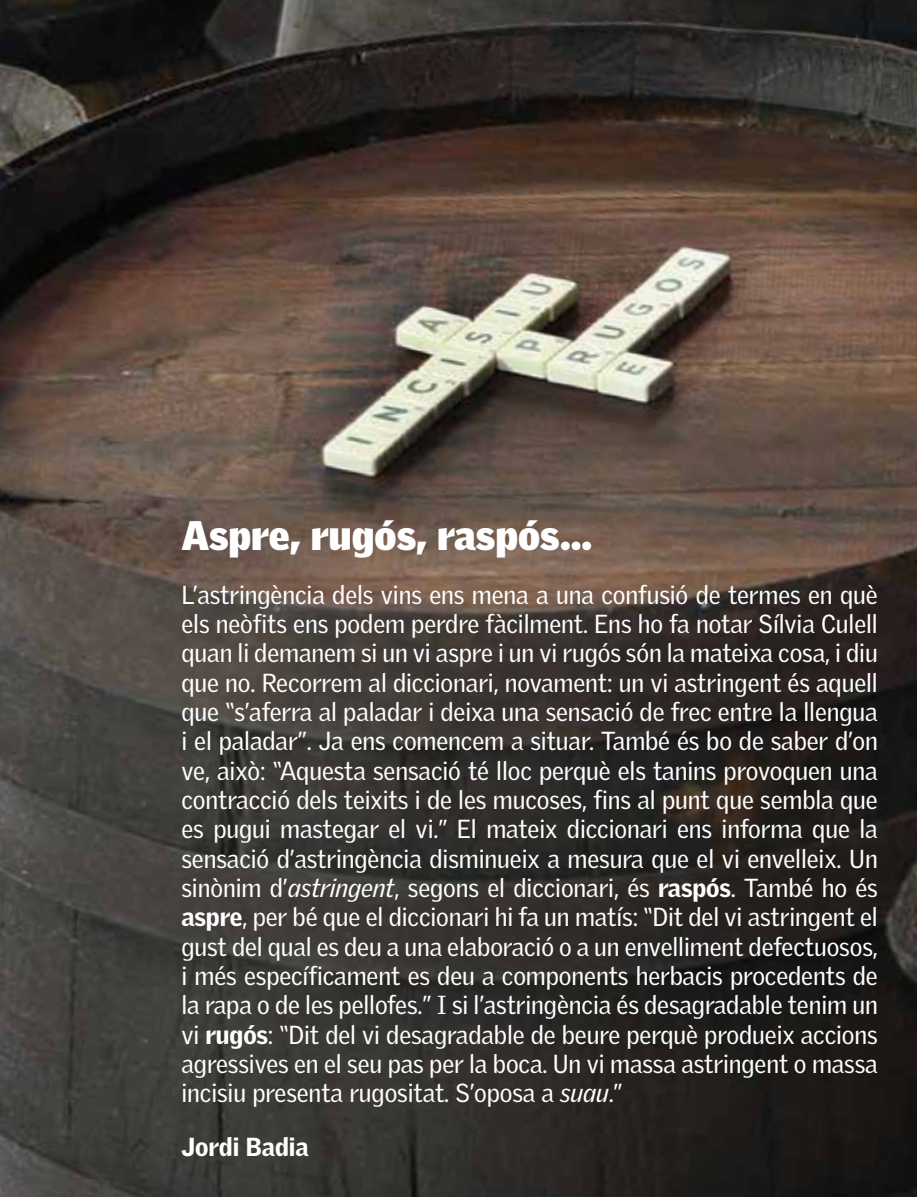 INCISIU
ASPRE
RUGOS
Aspre, rugós, raspós...
L'astringència dels vins ens mena a una confusió de termes en què
els neòfits ens podem perdre fàcilment. Ens ho fa notar Sílvia Culell
quan li demanem si un vi aspre i un vi rugós són la mateixa cosa, i diu
que no. Recorrem al diccionari, novament: un vi astringent és aquell
que “s'aferra al paladar i deixa una sensació de frec entre la llengua
i el paladar”. Ja ens comencem a situar. També és bo de saber d'on
ve, això: “Aquesta sensació té lloc perquè els tanins provoquen una
contracció dels teixits i de les mucoses, fins al punt que sembla que
es pugui mastegar el vi.” El mateix diccionari ens informa que la
sensació d'astringència disminueix a mesura que el vi envelleix. Un
sinònim d'astringent, segons el diccionari, és raspós. També ho és
aspre, per bé que el diccionari hi fa un matís: “Dit del vi astringent el
gust del qual es deu a una elaboració o a un envelliment defectuosos,
i més específicament es deu a components herbacis procedents de
la rapa o de les pellofes.” I si l'astringència és desagradable tenim un
vi rugós: “Dit del vi desagradable de beure perquè produeix accions
agressives en el seu pas per la boca. Un vi massa astringent o massa
incisiu presenta rugositat. S'oposa a suau.”
Jordi Badia